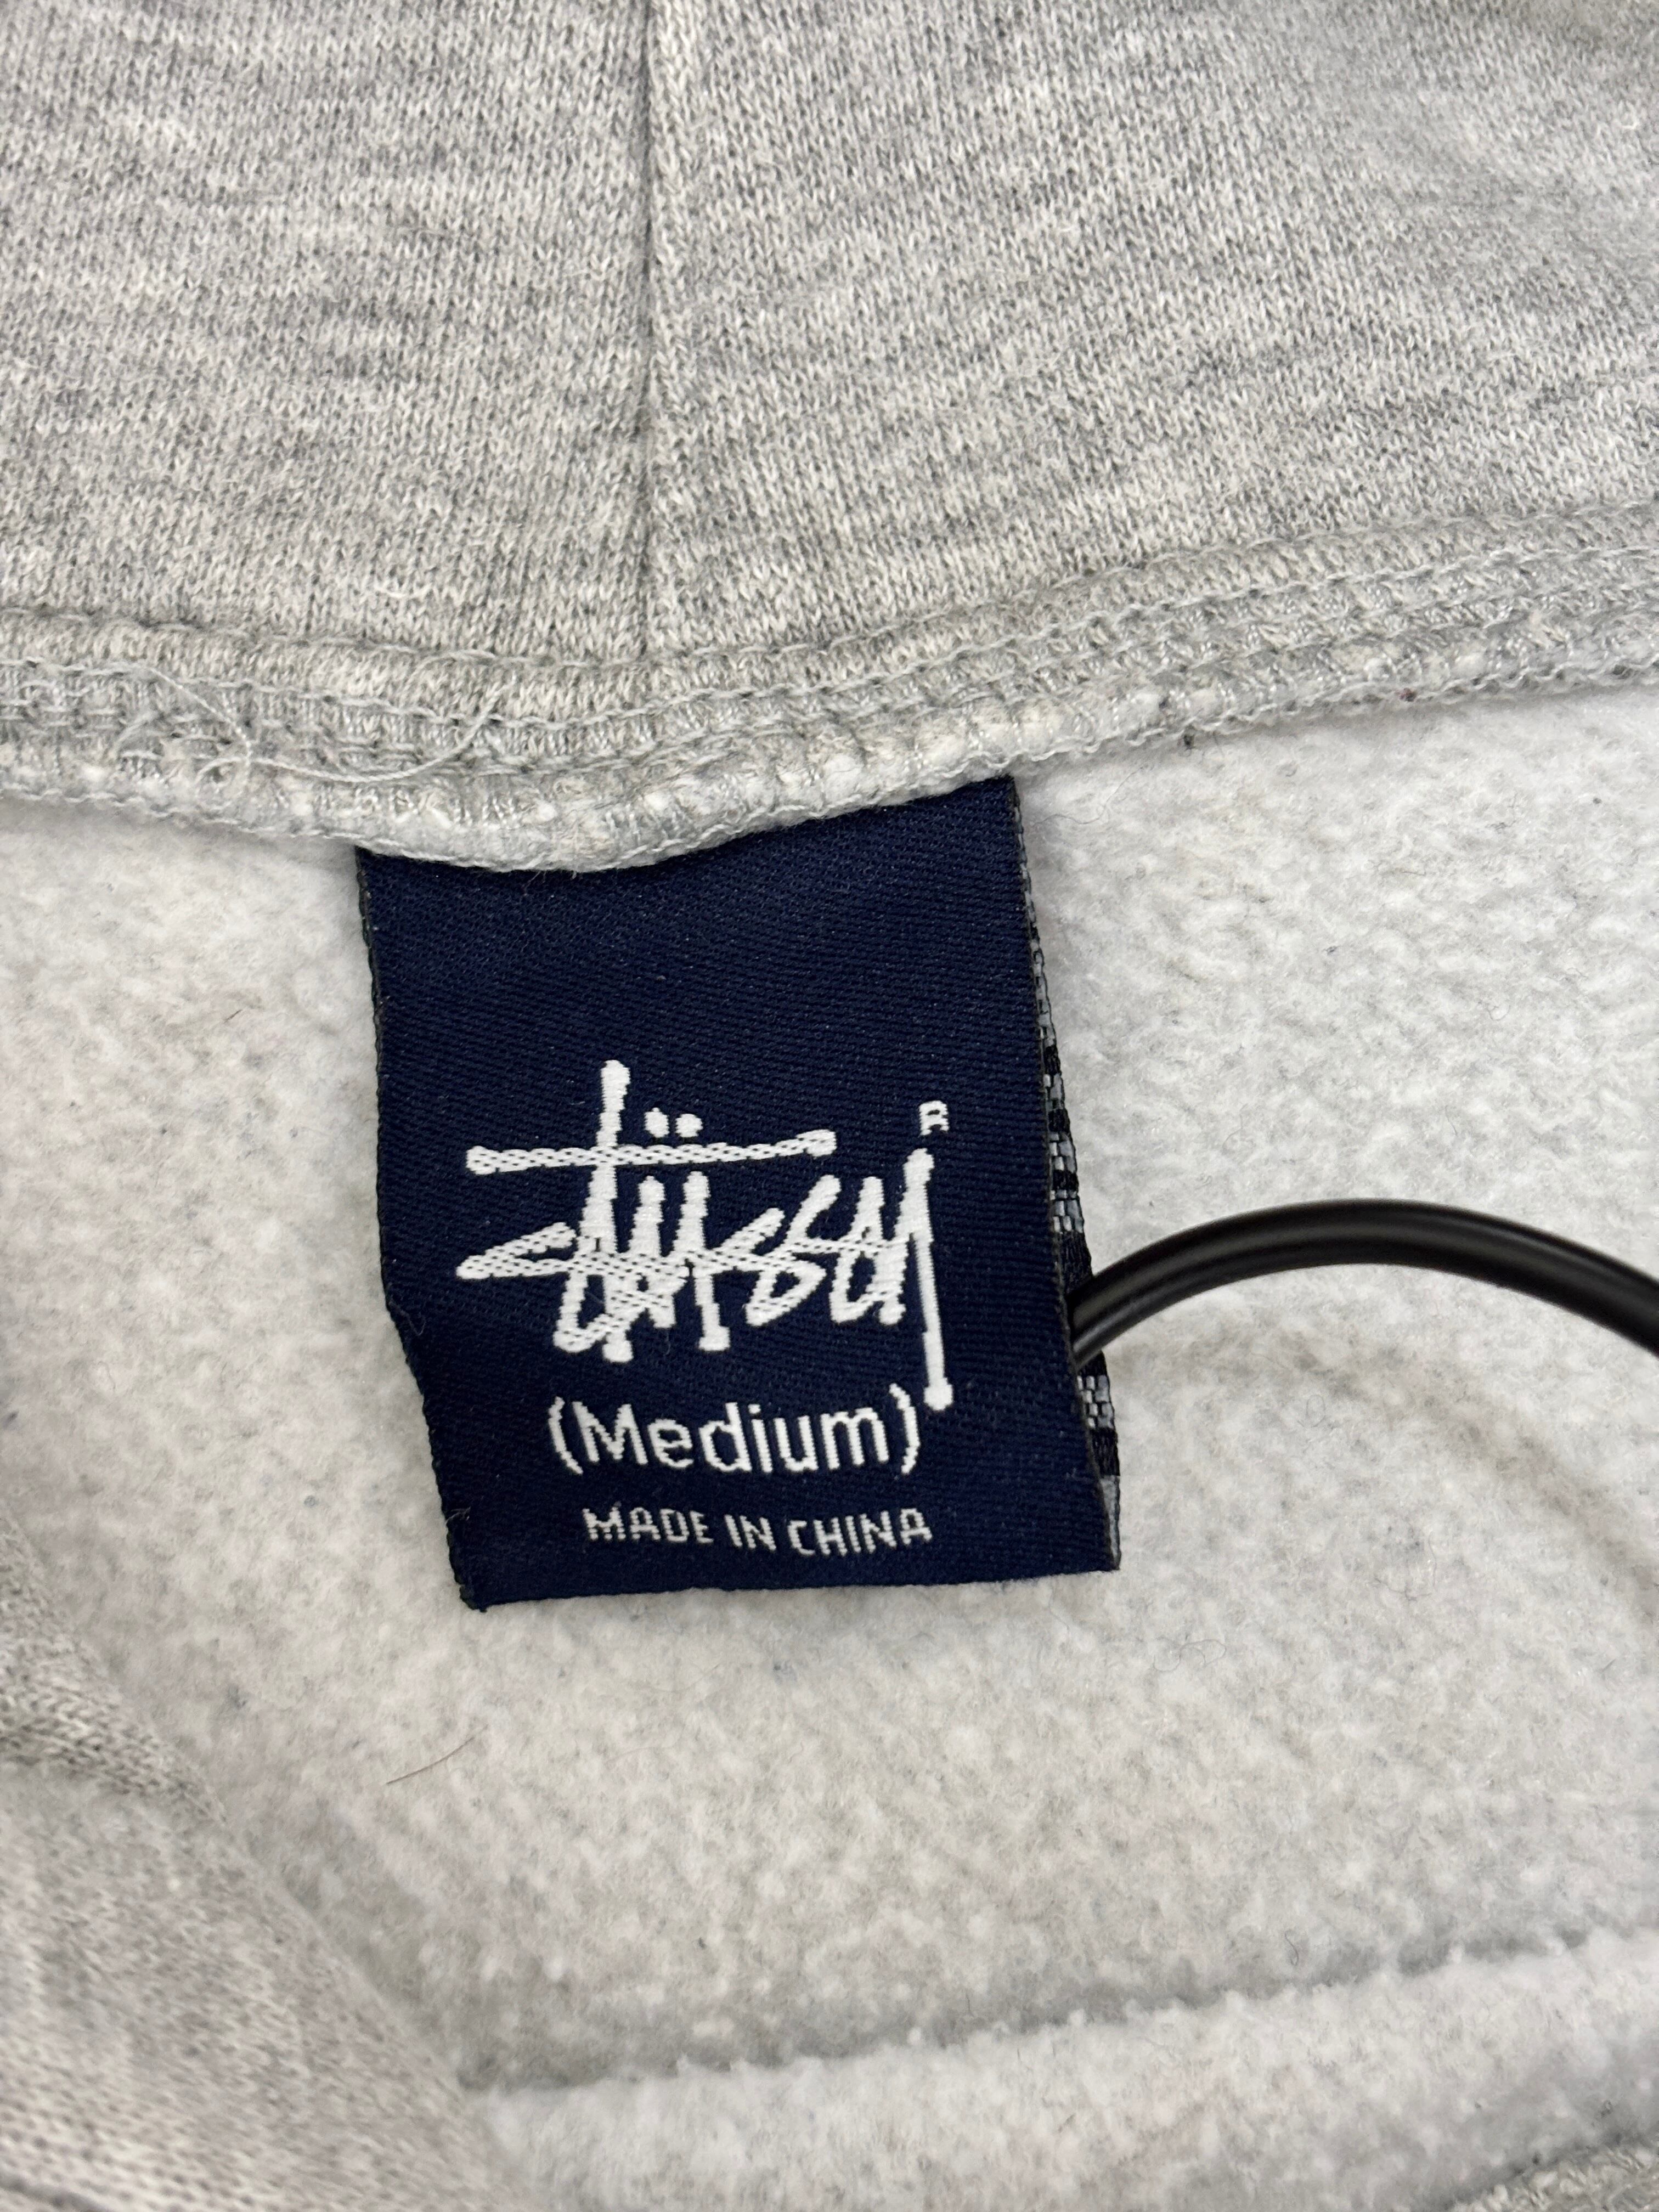 Stüssy
R
(Medium)
MADE IN CHINA